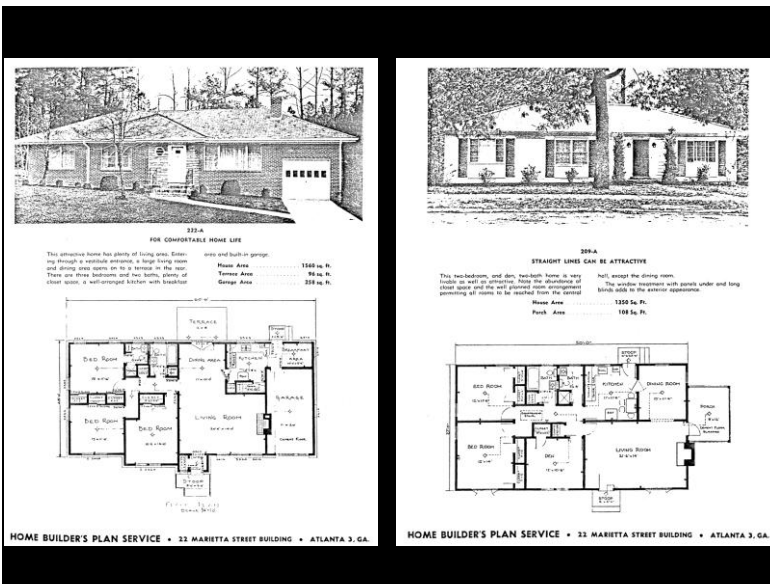 232-A
FOR COMFORTABLE HOME LIFE
This attractive home has plenty of living area. Enter-
ing through a vestibule entrance, a large living room
and dining area opens on to a terrace in the rear.
There are three bedrooms and two baths, plenty of
closet space, a well-arranged kitchen with breakfast
area and built-in garage.
House Area 1560 sq. ft.
Terrace Area 96 sq. ft.
Garage Area 258 sq. ft.
TERRACE
BED ROOM
DINING AREA
KITCHEN
BREAKFAST
AREA
BED ROOM
BED ROOM
LIVING ROOM
GARAGE
STOOP
HOME BUILDER'S PLAN SERVICE • 22 MARIETTA STREET BUILDING • ATLANTA 3, GA.
209-A
STRAIGHT LINES CAN BE ATTRACTIVE
This two-bedroom, and den, two-bath home is very
livable as well as attractive. Note the abundance of
closet space and the well planned room arrangement
permitting all rooms to be reached from the central
hall, except the dining room.
The window treatment with panels under and long
blinds adds to the exterior appearance.
House Area 1350 Sq. Ft.
Porch Area 108 Sq. Ft.
STOOP
BED ROOM
BATH
BATH
KITCHEN
DINING ROOM
PORCH
BED ROOM
DEN
LIVING ROOM
STOOP
HOME BUILDER'S PLAN SERVICE • 22 MARIETTA STREET BUILDING • ATLANTA 3, GA.